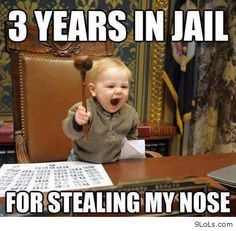 3 YEARS IN JAIL
FOR STEALING MY NOSE
9LoLs.com